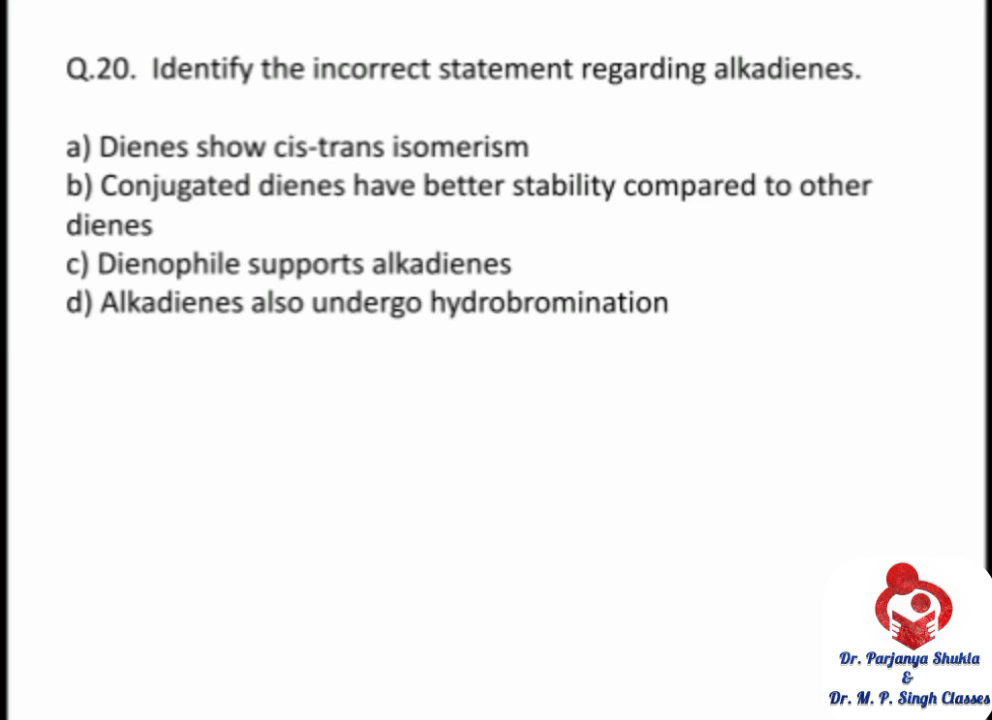 Q.20. Identify the incorrect statement regarding alkadienes.
a) Dienes show cis-trans isomerism
b) Conjugated dienes have better stability compared to other
dienes
c) Dienophile supports alkadienes
d) Alkadienes also undergo hydrobromination
Dr. Parjanya Shukla
&
Dr. M. P. Singh Classes